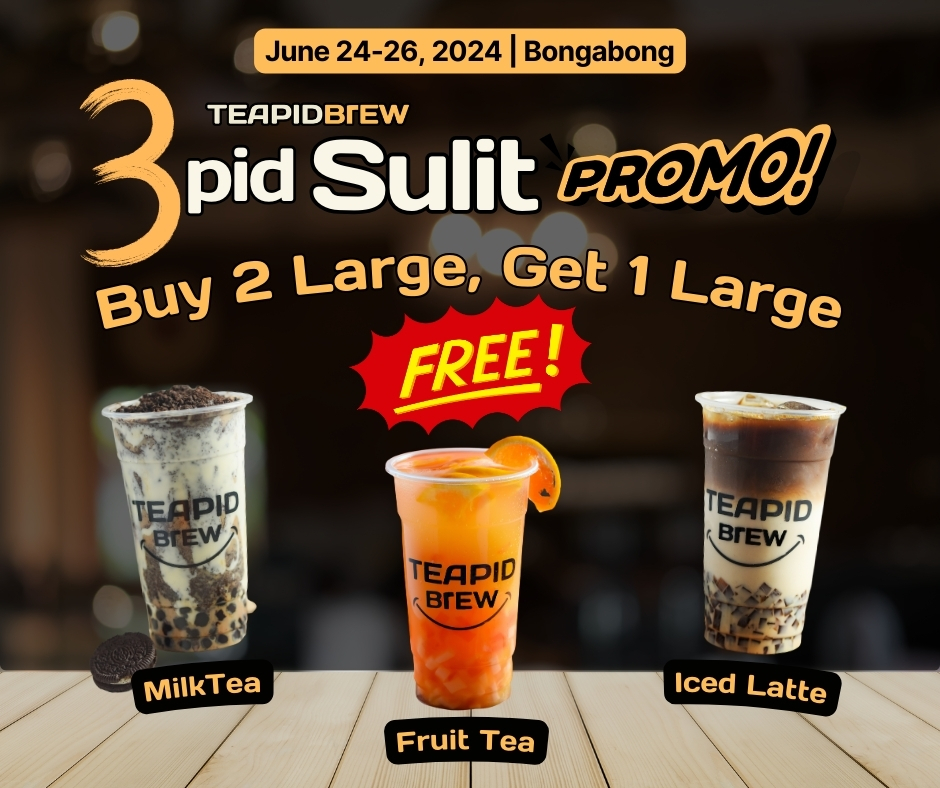 June 24-26, 2024 | Bongabong
TEAPIDBrEW
3pid Sulit PROMO!
Buy 2 Large, Get 1 Large
FREE!
TEAPID
BrEW
TEAPID
BrEW
TEAPID
BrEW
MilkTea
Fruit Tea
Iced Latte